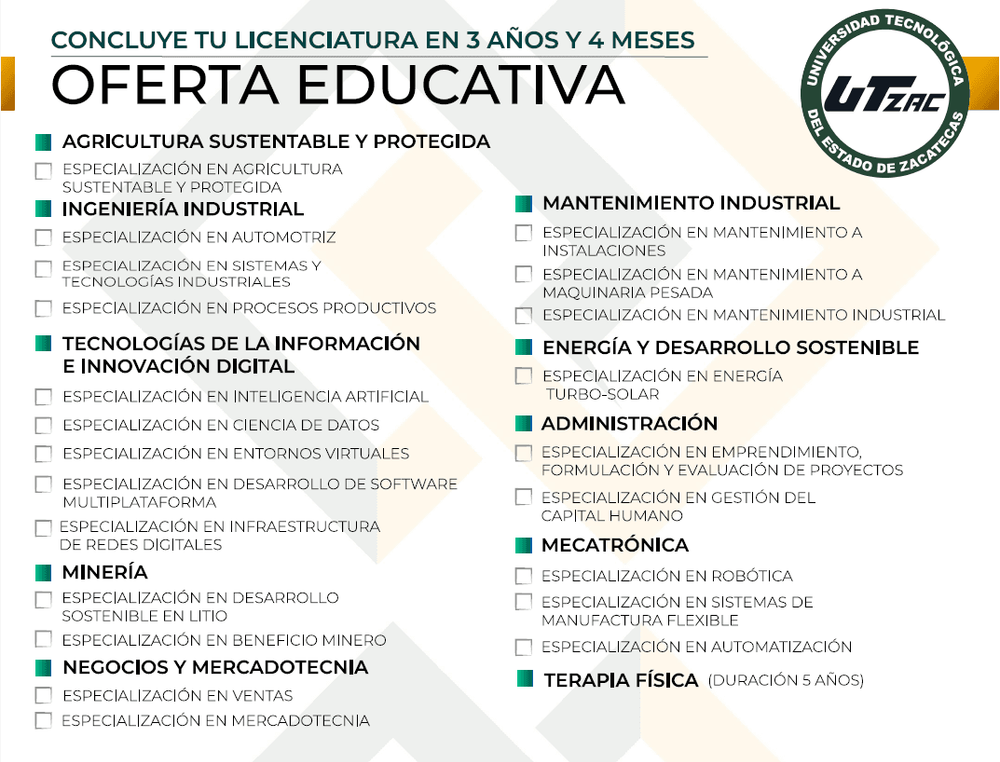 CONCLUYE TU LICENCIATURA EN 3 AÑOS Y 4 MESES
OFERTA EDUCATIVA
UNIVERSIDAD TECNOLÓGICA
DEL ESTADO DE ZACATECAS
UTZAC
AGRICULTURA SUSTENTABLE Y PROTEGIDA
ESPECIALIZACIÓN EN AGRICULTURA
SUSTENTABLE Y PROTEGIDA
INGENIERÍA INDUSTRIAL
ESPECIALIZACIÓN EN AUTOMOTRIZ
ESPECIALIZACIÓN EN SISTEMAS Y
TECNOLOGÍAS INDUSTRIALES
ESPECIALIZACIÓN EN PROCESOS PRODUCTIVOS
TECNOLOGÍAS DE LA INFORMACIÓN
E INNOVACIÓN DIGITAL
ESPECIALIZACIÓN EN INTELIGENCIA ARTIFICIAL
ESPECIALIZACIÓN EN CIENCIA DE DATOS
ESPECIALIZACIÓN EN ENTORNOS VIRTUALES
ESPECIALIZACIÓN EN DESARROLLO DE SOFTWARE
MULTIPLATAFORMA
ESPECIALIZACIÓN EN INFRAESTRUCTURA
DE REDES DIGITALES
MINERÍA
ESPECIALIZACIÓN EN DESARROLLO
SOSTENIBLE EN LITIO
ESPECIALIZACIÓN EN BENEFICIO MINERO
NEGOCIOS Y MERCADOTECNIA
ESPECIALIZACIÓN EN VENTAS
ESPECIALIZACIÓN EN MERCADOTECNIA
MANTENIMIENTO INDUSTRIAL
ESPECIALIZACIÓN EN MANTENIMIENTO A
INSTALACIONES
ESPECIALIZACIÓN EN MANTENIMIENTO A
MAQUINARIA PESADA
ESPECIALIZACIÓN EN MANTENIMIENTO INDUSTRIAL
ENERGÍA Y DESARROLLO SOSTENIBLE
ESPECIALIZACIÓN EN ENERGÍA
TURBO-SOLAR
ADMINISTRACIÓN
ESPECIALIZACIÓN EN EMPRENDIMIENTO,
FORMULACIÓN Y EVALUACIÓN DE PROYECTOS
ESPECIALIZACIÓN EN GESTIÓN DEL
CAPITAL HUMANO
MECATRÓNICA
ESPECIALIZACIÓN EN ROBÓTICA
ESPECIALIZACIÓN EN SISTEMAS DE
MANUFACTURA FLEXIBLE
ESPECIALIZACIÓN EN AUTOMATIZACIÓN
TERAPIA FÍSICA (DURACIÓN 5 AÑOS)